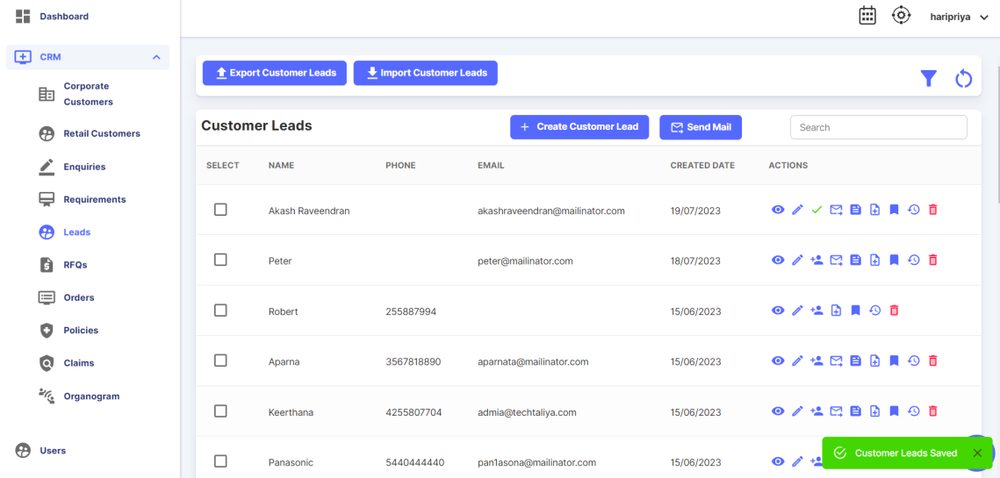 Dashboard
haripriya
CRM
Corporate
Customers
Retail Customers
Enquiries
Requirements
Leads
RFQs
Orders
Policies
Claims
Organogram
Users
Export Customer Leads
Import Customer Leads
Customer Leads
+ Create Customer Lead
Send Mail
Search
SELECT NAME PHONE EMAIL CREATED DATE ACTIONS
Akash Raveendran akashraveendran@mailinator.com 19/07/2023
Peter peter@mailinator.com 18/07/2023
Robert 255887994 15/06/2023
Aparna 3567818890 aparnata@mailinator.com 15/06/2023
Keerthana 4255807704 admia@techtaliya.com 15/06/2023
Panasonic 5440444440 pan1asona@mailinator.com 15/06/2023
Customer Leads Saved